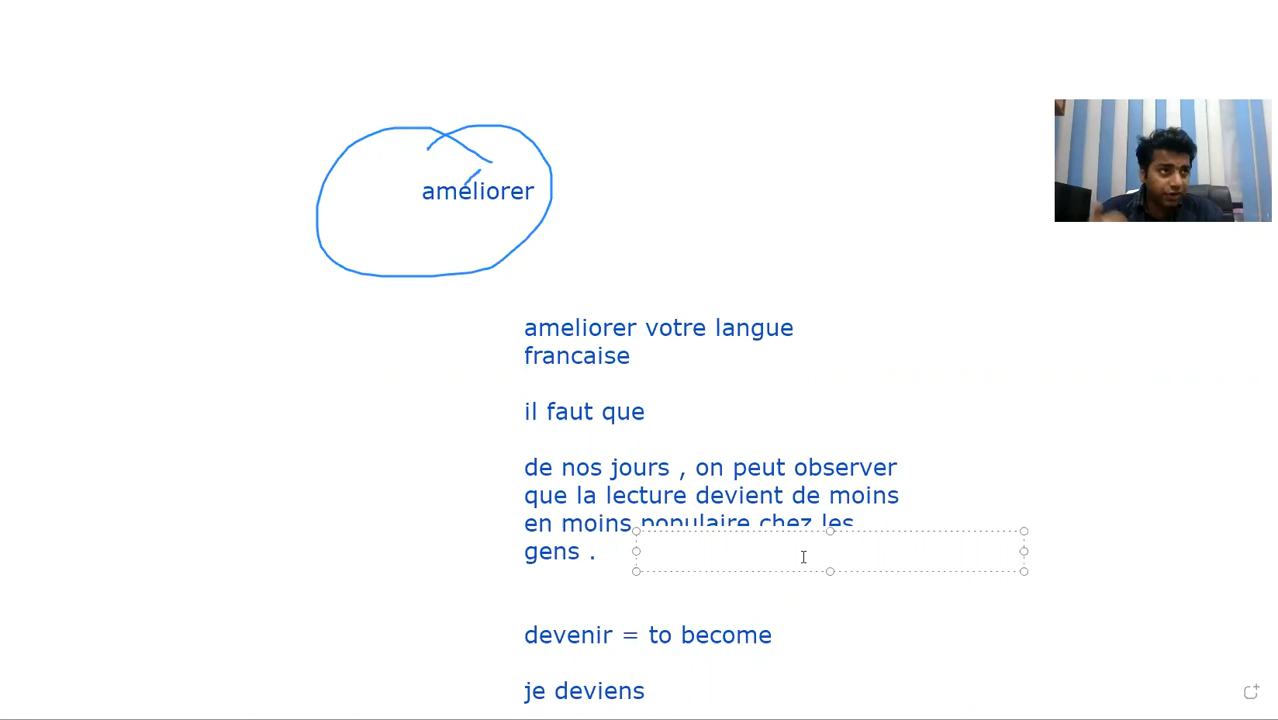 améliorer
ameliorer votre langue
francaise
il faut que
de nos jours , on peut observer
que la lecture devient de moins
en moins populaire chez les
gens .
devenir = to become
je deviens